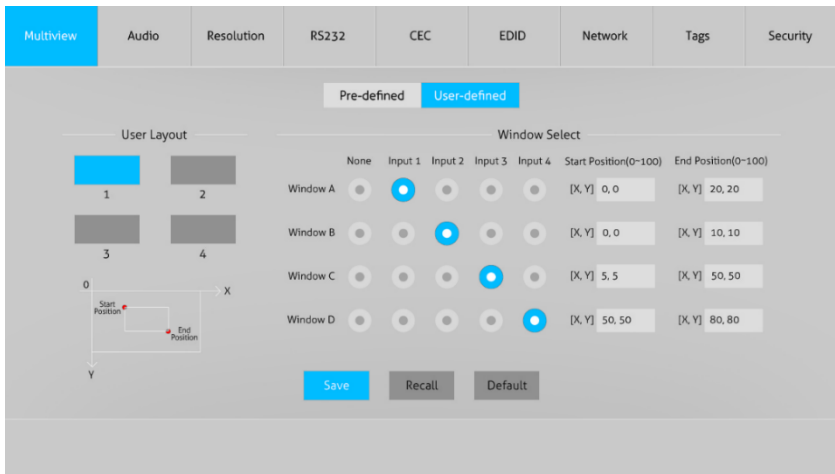 Multiview Audio Resolution RS232 CEC EDID Network Tags Security
Pre-defined User-defined
User Layout
1 2
3 4
0
X
Start
Position
End
Position
Y
Window Select
None Input 1 Input 2 Input 3 Input 4 Start Position(0~100) End Position(0~100)
Window A [X, Y] 0, 0 [X, Y] 20, 20
Window B [X, Y] 0, 0 [X, Y] 10, 10
Window C [X, Y] 5, 5 [X, Y] 50, 50
Window D [X, Y] 50, 50 [X, Y] 80, 80
Save Recall Default